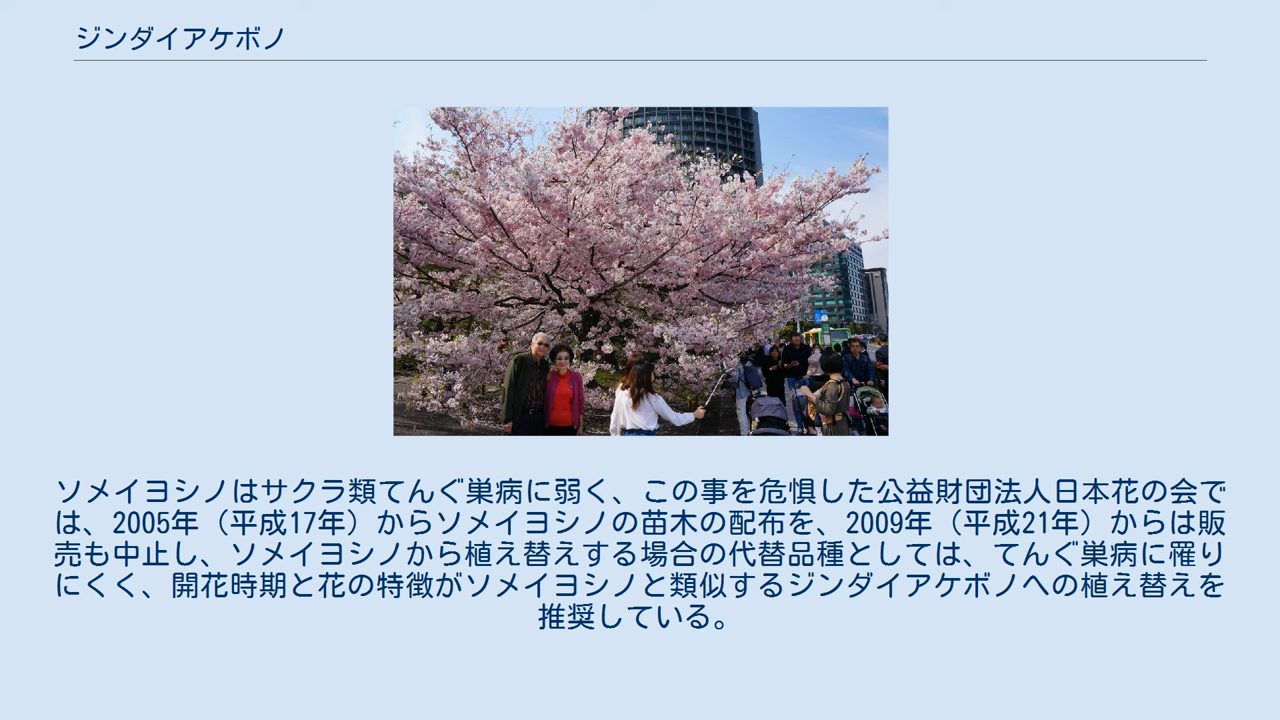 ジンダイアケボノ
ソメイヨシノはサクラ類てんぐ巣病に弱く、この事を危惧した公益財団法人日本花の会で
は、2005年（平成17年）からソメイヨシノの苗木の配布を、2009年（平成21年）からは販
売も中止し、ソメイヨシノから植え替えする場合の代替品種としては、てんぐ巣病に罹り
にくく、開花時期と花の特徴がソメイヨシノと類似するジンダイアケボノへの植え替えを
推奨している。